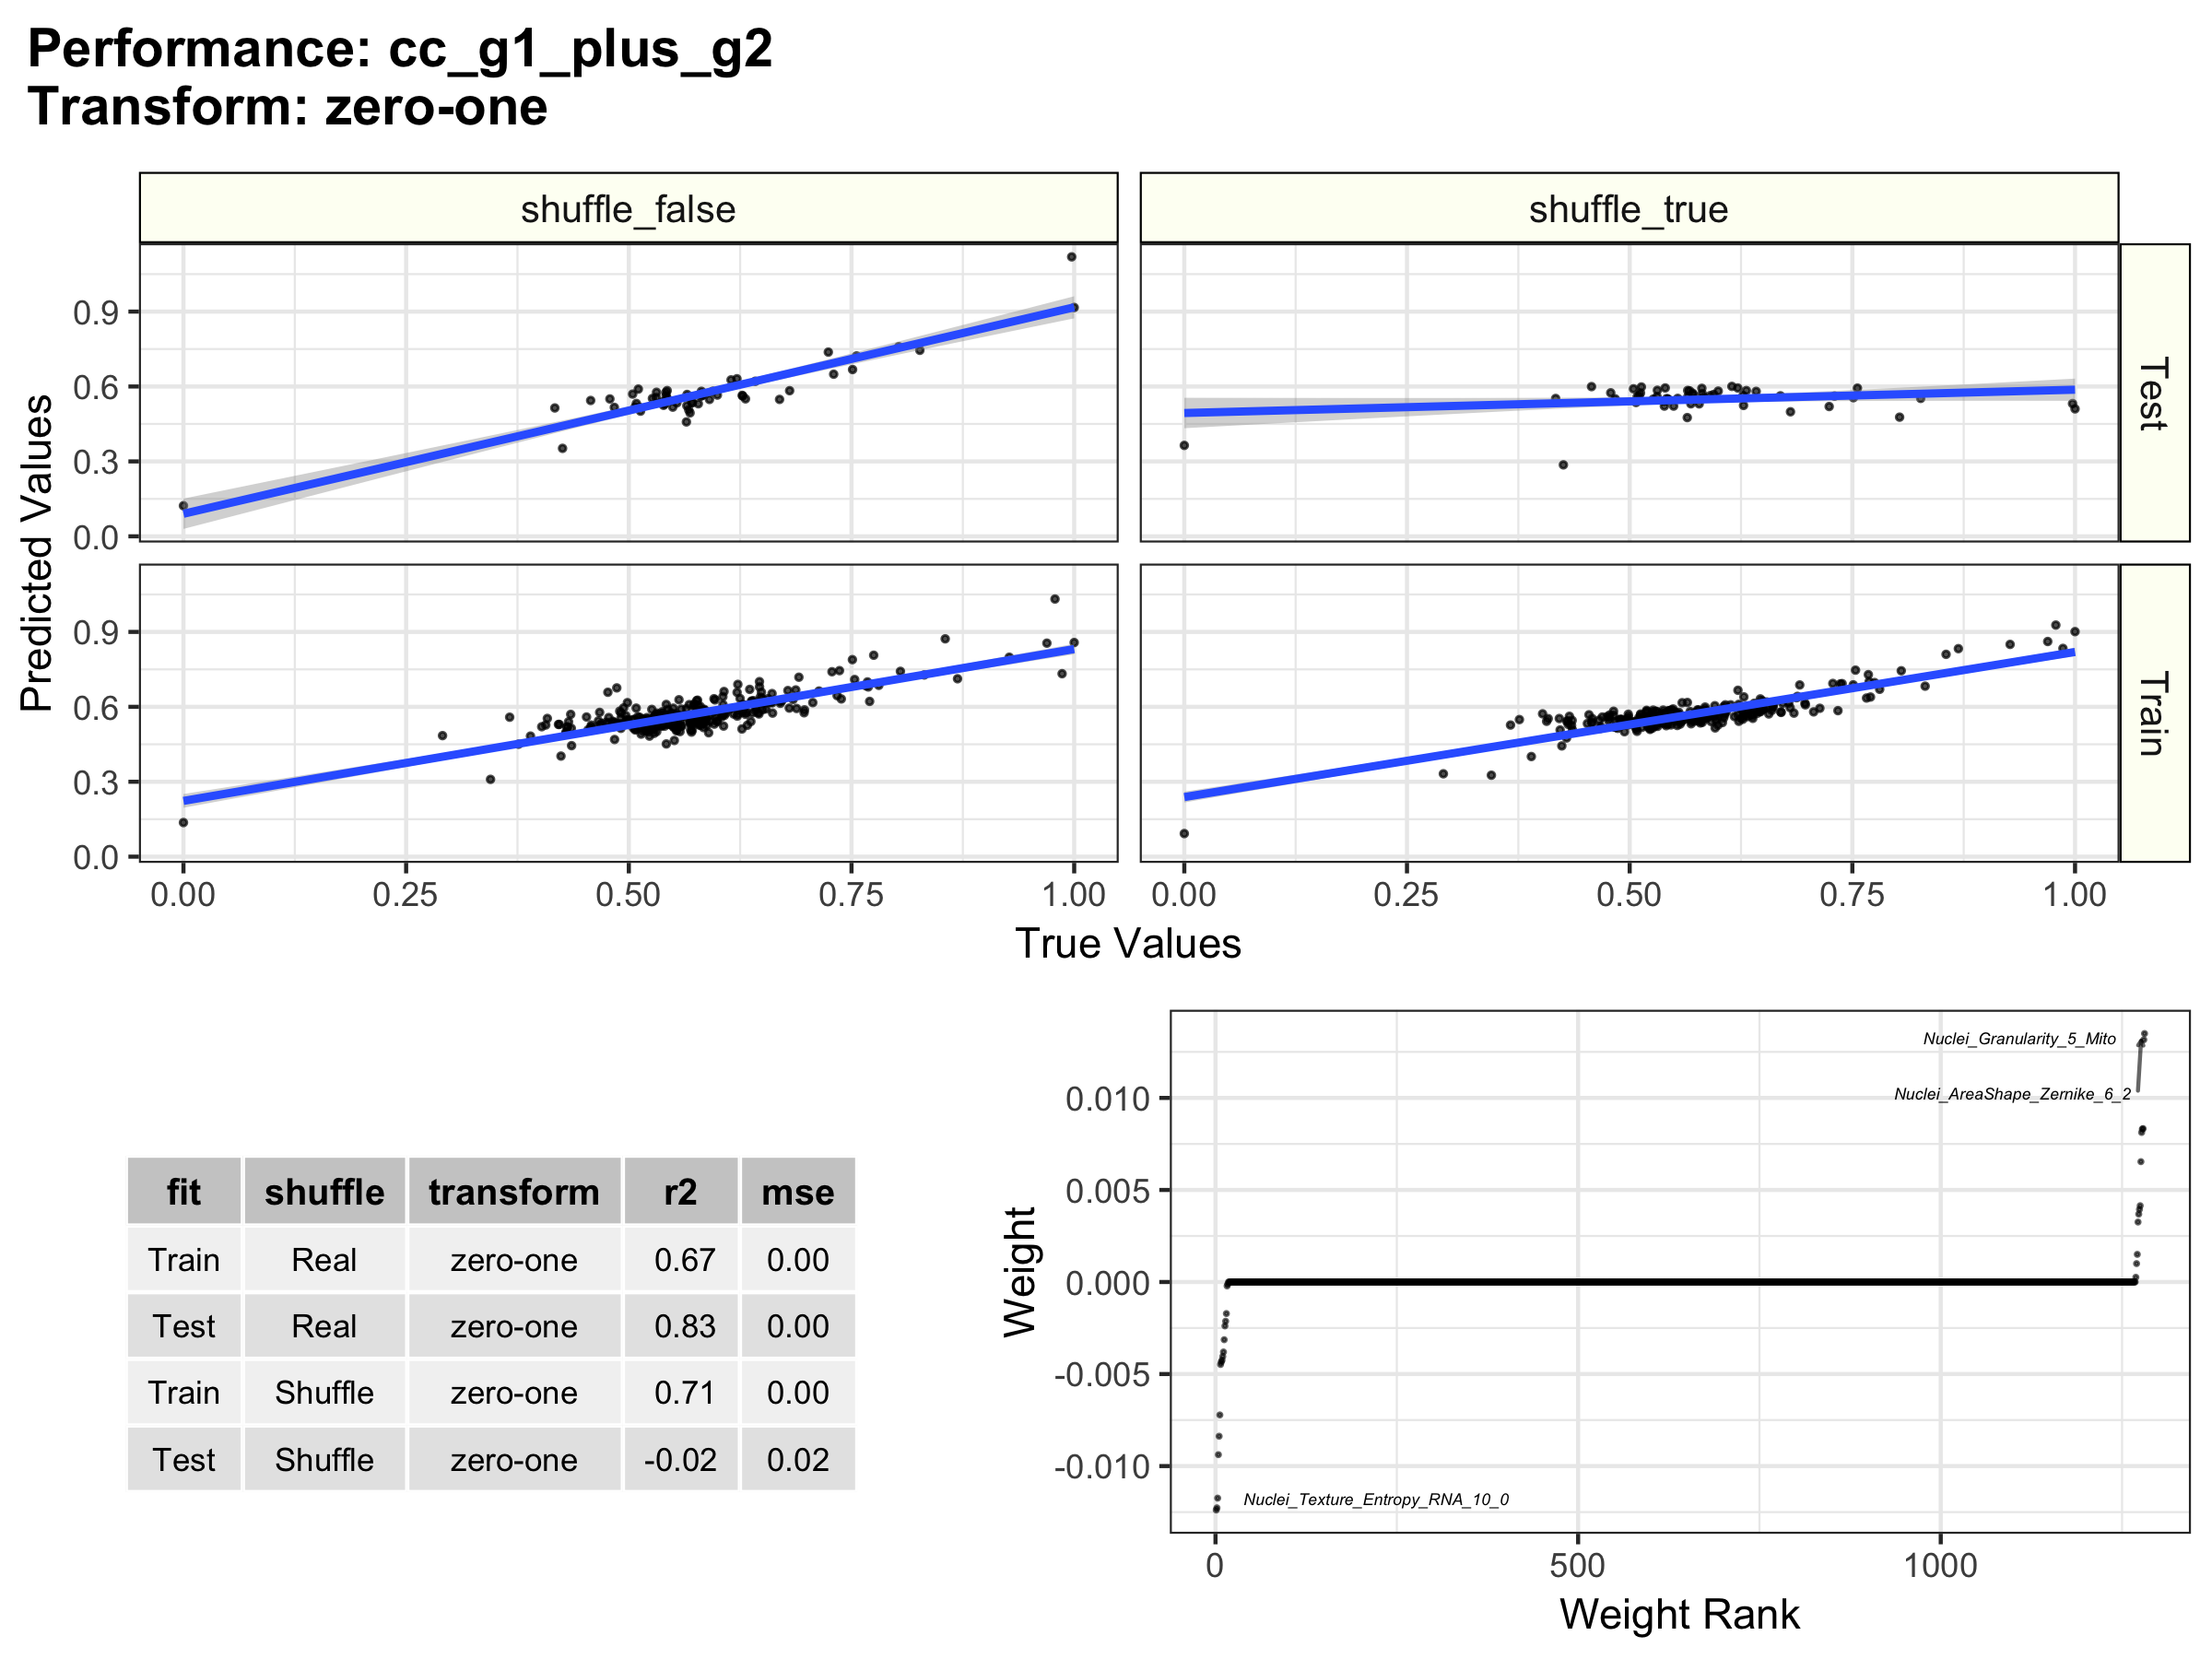 Performance: cc_g1_plus_g2
Transform: zero-one
shuffle_false
shuffle_true
0.9
0.6
0.3
0.0
Test
0.9
0.6
0.3
0.0
Train
Predicted Values
0.00 0.25 0.50 0.75 1.00
0.00 0.25 0.50 0.75 1.00
True Values
fit shuffle transform r2 mse
Train Real zero-one 0.67 0.00
Test Real zero-one 0.83 0.00
Train Shuffle zero-one 0.71 0.00
Test Shuffle zero-one -0.02 0.02
Weight
0.010
0.005
0.000
-0.005
-0.010
Nuclei_Granularity_5_Mito
Nuclei_AreaShape_Zernike_6_2
Nuclei_Texture_Entropy_RNA_10_0
0 500 1000
Weight Rank